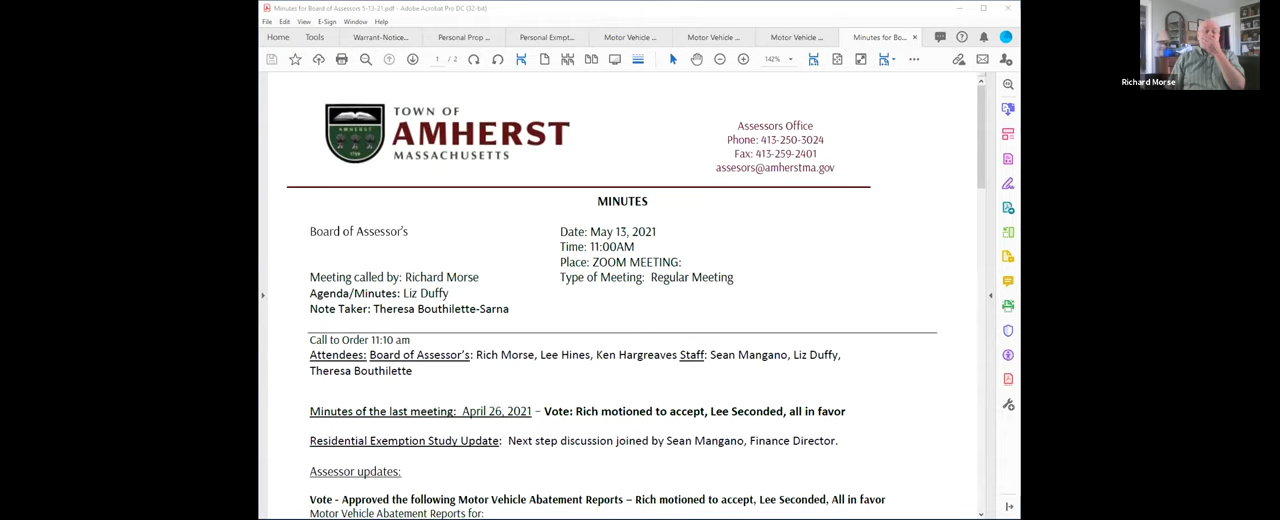 Minutes for Board of Assessors 5-13-21.pdf - Adobe Acrobat Pro DC (32-bit)
File Edit View E-Sign Window Help
Home Tools Warrant-Notice... Personal Prop ... Personal Exmpt... Motor Vehicle ... Motor Vehicle ... Motor Vehicle ... Minutes for Bo... ×
1 / 2 142%
TOWN OF
AMHERST
MASSACHUSETTS
Assessors Office
Phone: 413-250-3024
Fax: 413-259-2401
assesors@amherstma.gov
MINUTES
Board of Assessor's
Date: May 13, 2021
Time: 11:00AM
Place: ZOOM MEETING:
Meeting called by: Richard Morse
Type of Meeting: Regular Meeting
Agenda/Minutes: Liz Duffy
Note Taker: Theresa Bouthilette-Sarna
Call to Order 11:10 am
Attendees: Board of Assessor's: Rich Morse, Lee Hines, Ken Hargreaves Staff: Sean Mangano, Liz Duffy,
Theresa Bouthilette
Minutes of the last meeting: April 26, 2021 – Vote: Rich motioned to accept, Lee Seconded, all in favor
Residential Exemption Study Update: Next step discussion joined by Sean Mangano, Finance Director.
Assessor updates:
Vote - Approved the following Motor Vehicle Abatement Reports – Rich motioned to accept, Lee Seconded, All in favor
Motor Vehicle Abatement Reports for:
Richard Morse